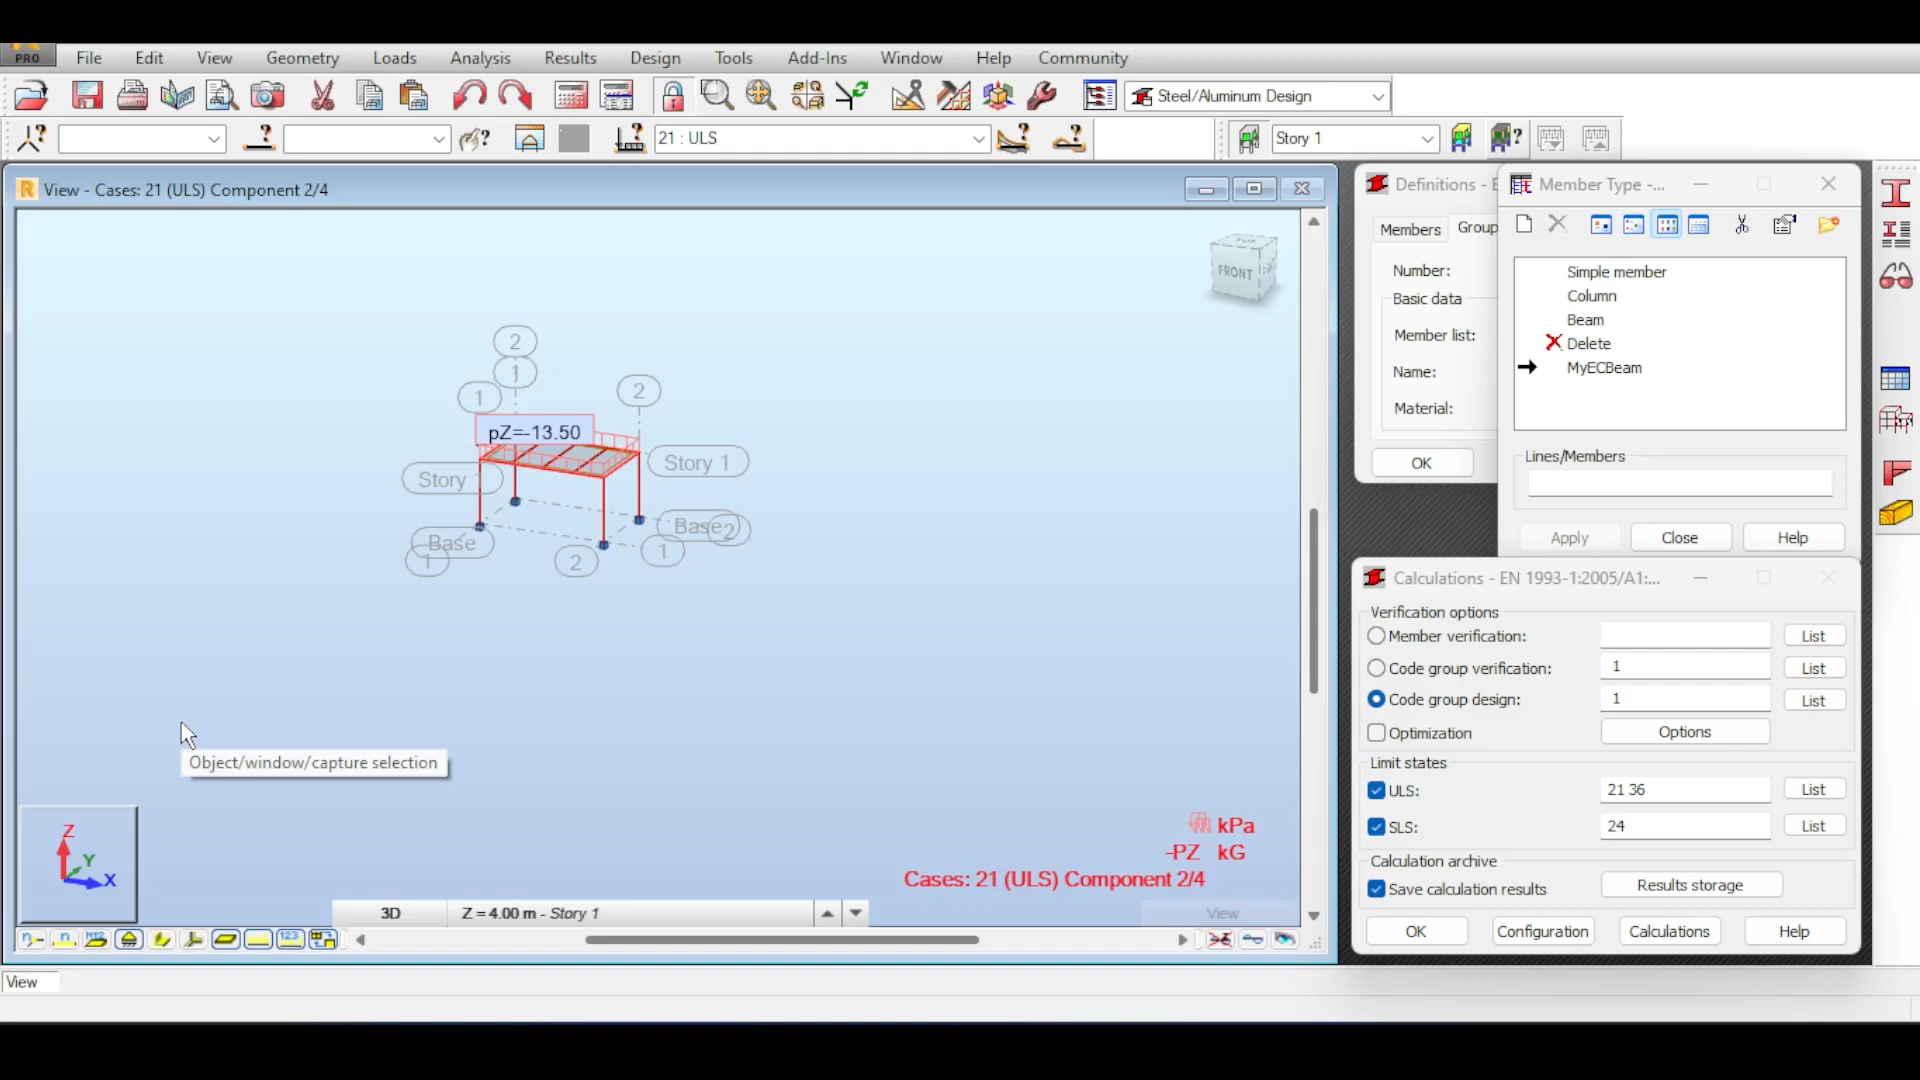 PRO File Edit View Geometry Loads Analysis Results Design Tools Add-Ins Window Help Community
Steel/Aluminum Design
21 : ULS
Story 1
View - Cases: 21 (ULS) Component 2/4
TOP
FRONT
2
1
1
2
pZ=-13.50
Story 1
Story
Base
1
Base
2
1
2
Object/window/capture selection
Z
Y
X
kPa
-PZ kG
Cases: 21 (ULS) Component 2/4
3D Z = 4.00 m - Story 1
View
View
Definitions - E
Members Group
Number:
Basic data
Member list:
Name:
Material:
OK
Member Type -...
Simple member
Column
Beam
Delete
MyECBeam
Lines/Members
Apply Close Help
Calculations - EN 1993-1:2005/A1:...
Verification options
Member verification: List
Code group verification: 1 List
Code group design: 1 List
Optimization Options
Limit states
ULS: 21 36 List
SLS: 24 List
Calculation archive
Save calculation results Results storage
OK Configuration Calculations Help